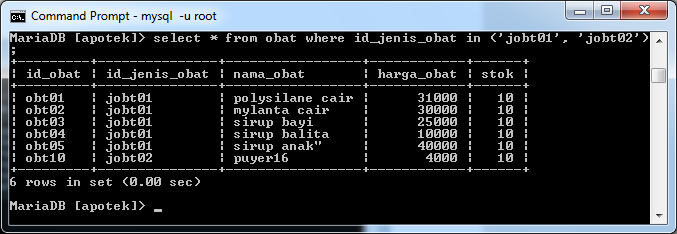 Command Prompt - mysql -u root
MariaDB [apotek]> select * from obat where id_jenis_obat in ('jobt01', 'jobt02')
;
+---------+---------------+-----------------+------------+------+
| id_obat | id_jenis_obat | nama_obat       | harga_obat | stok |
+---------+---------------+-----------------+------------+------+
| obt01   | jobt01        | polysilane cair |      31000 |   10 |
| obt02   | jobt01        | mylanta cair    |      30000 |   10 |
| obt03   | jobt01        | sirup bayi      |      25000 |   10 |
| obt04   | jobt01        | sirup balita    |      10000 |   10 |
| obt05   | jobt01        | sirup anak"     |      40000 |   10 |
| obt10   | jobt02        | puyer16         |       4000 |   10 |
+---------+---------------+-----------------+------------+------+
6 rows in set (0.00 sec)
MariaDB [apotek]> _